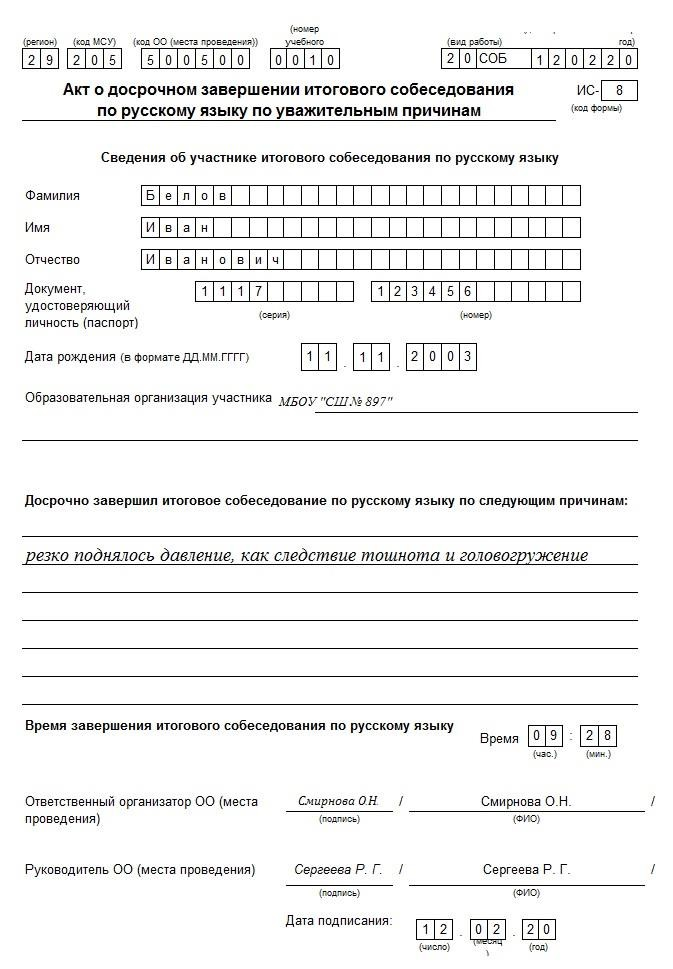 (номер
(регион) (код МСУ) (код ОО (места проведения)) учебного (вид работы) год)
29 205 500500 0010 20 СОБ 120220
Акт о досрочном завершении итогового собеседования ИС- 8
по русскому языку по уважительным причинам (код формы)
Сведения об участнике итогового собеседования по русскому языку
Фамилия Белов
Имя Иван
Отчество Иванович
Документ, 1117 123456
удостоверяющий
личность (паспорт) (серия) (номер)
Дата рождения (в формате ДД.ММ.ГГГГ) 11.11.2003
Образовательная организация участника МБОУ "СШ № 897"
Досрочно завершил итоговое собеседование по русскому языку по следующим причинам:
резко поднялось давление, как следствие тошнота и головогружение
Время завершения итогового собеседования по русскому языку
Время 09 : 28
(час.) (мин.)
Ответственный организатор ОО (места Смирнова О.Н. / Смирнова О.Н. /
проведения) (подпись) (ФИО)
Руководитель ОО (места проведения) Сергеева Р. Г. / Сергеева Р. Г. /
(подпись) (ФИО)
Дата подписания: 12 . 02 . 20
(число) (месяц (год)
)